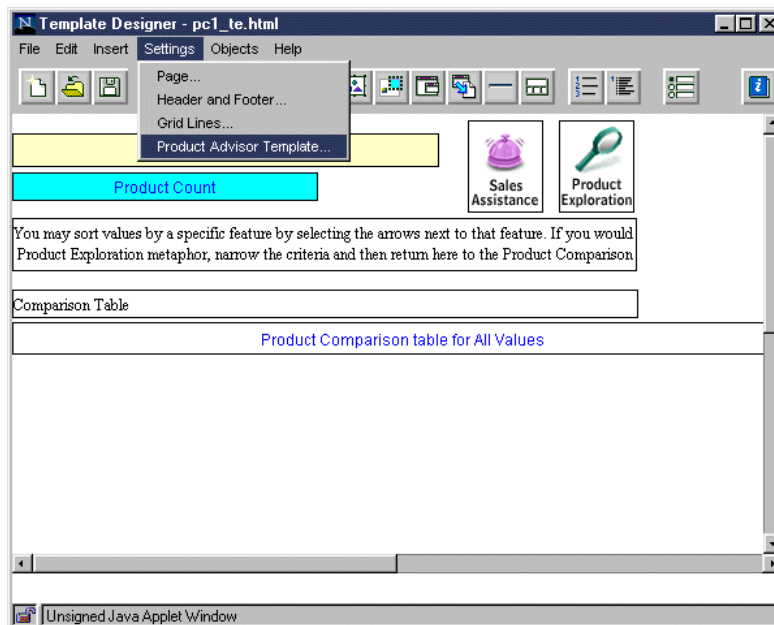 Template Designer - pc1_te.html
File Edit Insert Settings Objects Help
Page...
Header and Footer...
Grid Lines...
Product Advisor Template...
Product Count
Sales Assistance
Product Exploration
You may sort values by a specific feature by selecting the arrows next to that feature. If you would
Product Exploration metaphor, narrow the criteria and then return here to the Product Comparison
Comparison Table
Product Comparison table for All Values
Unsigned Java Applet Window